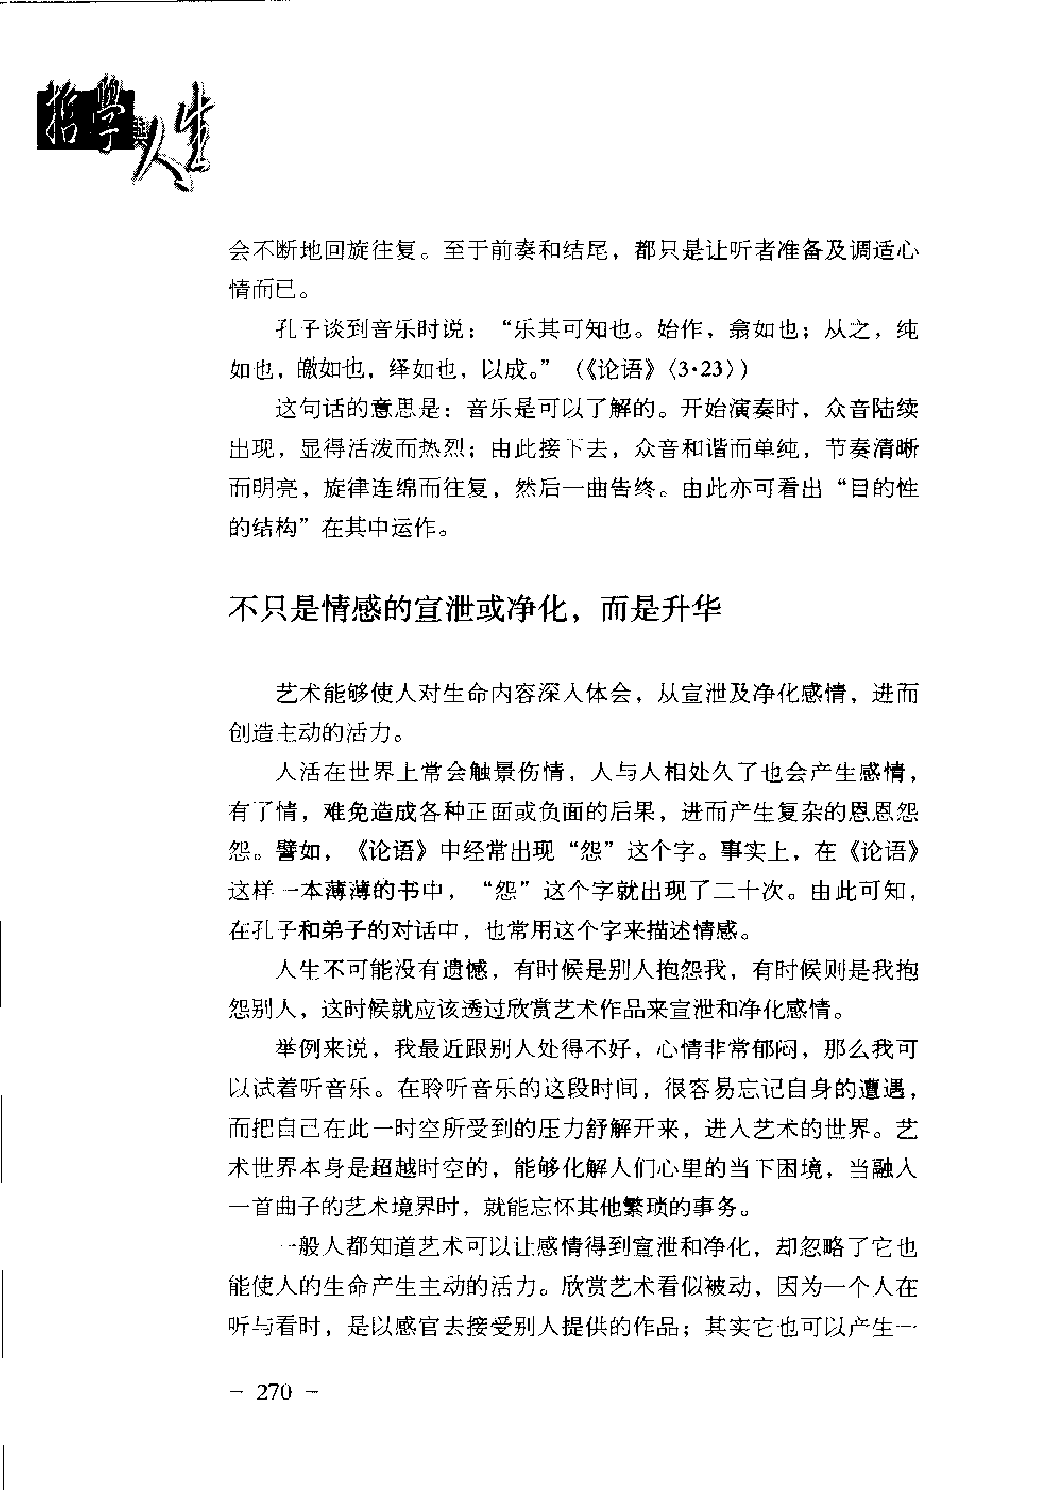 哲學與人生
会不断地回旋往复。至于前奏和结尾，都只是让听者准备及调适心
情而已。
孔子谈到音乐时说：“乐其可知也。始作，翕如也；从之，纯
如也，皦如也，绎如也，以成。”（《论语》〈3·23〉）
这句话的意思是：音乐是可以了解的。开始演奏时，众音陆续
出现，显得活泼而热烈；由此接下去，众音和谐而单纯，节奏清晰
而明亮，旋律连绵而往复，然后一曲告终。由此亦可看出“目的性
的结构”在其中运作。
不只是情感的宣泄或净化，而是升华
艺术能够使人对生命内容深入体会，从宣泄及净化感情，进而
创造主动的活力。
人活在世界上常会触景伤情，人与人相处久了也会产生感情，
有了情，难免造成各种正面或负面的后果，进而产生复杂的恩恩怨
怨。譬如，《论语》中经常出现“怨”这个字。事实上，在《论语》
这样一本薄薄的书中，“怨”这个字就出现了二十次。由此可知，
在孔子和弟子的对话中，也常用这个字来描述情感。
人生不可能没有遗憾，有时候是别人抱怨我，有时候则是我抱
怨别人，这时候就应该透过欣赏艺术作品来宣泄和净化感情。
举例来说，我最近跟别人处得不好，心情非常郁闷，那么我可
以试着听音乐。在聆听音乐的这段时间，很容易忘记自身的遭遇，
而把自己在此一时空所受到的压力舒解开来，进入艺术的世界。艺
术世界本身是超越时空的，能够化解人们心里的当下困境，当融入
一首曲子的艺术境界时，就能忘怀其他繁琐的事务。
一般人都知道艺术可以让感情得到宣泄和净化，却忽略了它也
能使人的生命产生主动的活力。欣赏艺术看似被动，因为一个人在
听与看时，是以感官去接受别人提供的作品；其实它也可以产生一
- 270 -